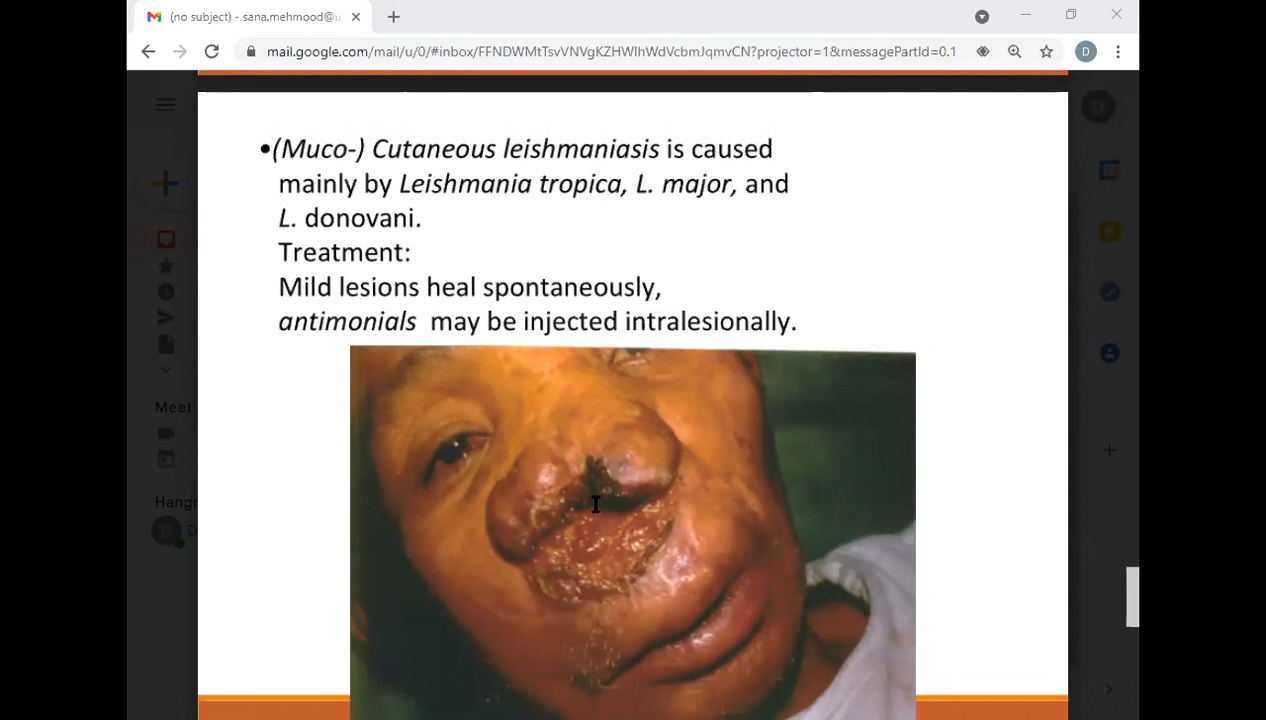 (no subject) - sana.mehmood@u
mail.google.com/mail/u/0/#inbox/FFNDWMtTsvVNVgKZHWlhWdVcbmJqmvCN?projector=1&messagePartId=0.1
D
D
•(Muco-) Cutaneous leishmaniasis is caused
mainly by Leishmania tropica, L. major, and
L. donovani.
Treatment:
Mild lesions heal spontaneously,
antimonials may be injected intralesionally.
Meet
Hango
D